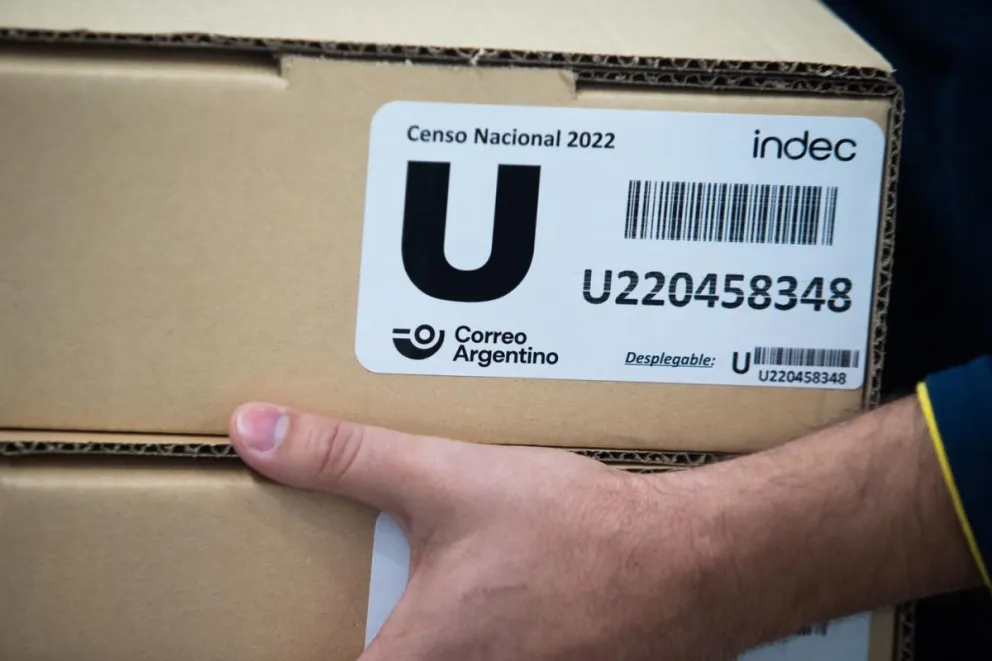 Censo Nacional 2022
indec
U
U220458348
Correo
Argentino
Desplegable: U
U220458348